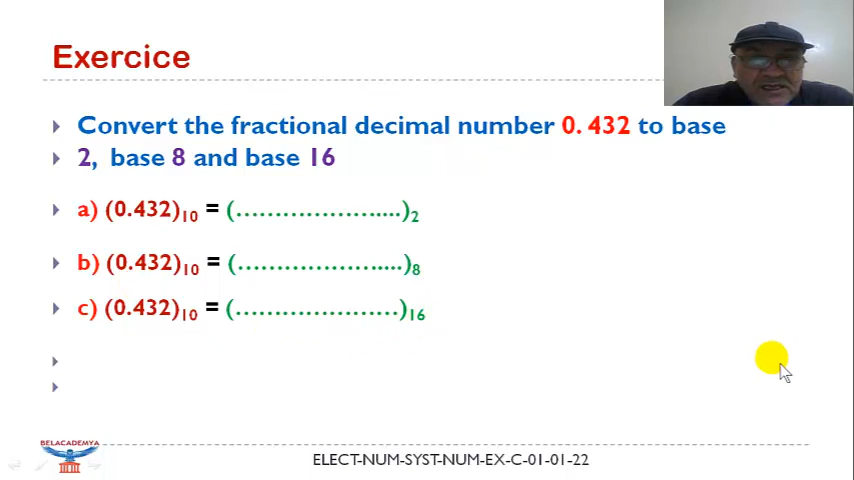 Exercice
Convert the fractional decimal number 0. 432 to base
2, base 8 and base 16
a) (0.432)10 = (…………………....)2
b) (0.432)10 = (…………………....)8
c) (0.432)10 = (…………………)16
BELACADEMYA
ELECT-NUM-SYST-NUM-EX-C-01-01-22